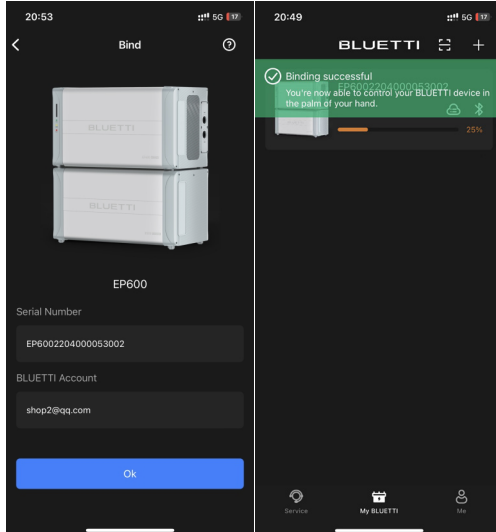 20:53
5G 17
Bind
BLUETTI
BLUETTI
EP600
Serial Number
EP6002204000053002
BLUETTI Account
shop2@qq.com
Ok
20:49
5G 17
BLUETTI
Binding successful
EP6002204000053002
You're now able to control your BLUETTI device in
the palm of your hand.
25%
Service
My BLUETTI
Me